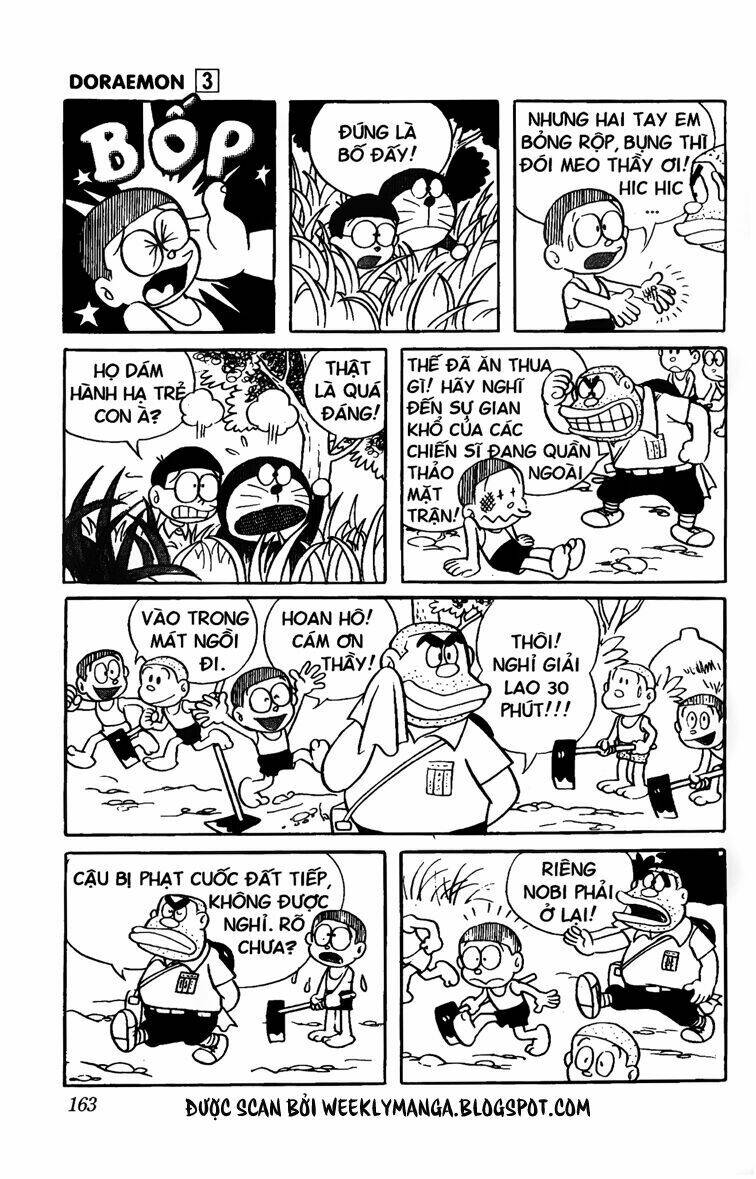 DORAEMON 3
NHƯNG HAI TAY EM
BỎNG RỘP, BỤNG THÌ
ĐÓI MEO THẦY ƠI!
HIC HIC
...
ĐÚNG LÀ
BỐ ĐẤY!
BỐP
THẾ ĐÃ ĂN THUA
GÌ! HÃY NGHĨ
ĐẾN SỰ GIAN
KHỔ CỦA CÁC
CHIẾN SĨ ĐANG QUẦN
THẢO NGOÀI
MẶT
TRẬN!
THẬT
LÀ QUÁ
ĐÁNG!
HỌ DÁM
HÀNH HẠ TRẺ
CON À?
THÔI!
NGHỈ GIẢI
LAO 30
PHÚT!!!
HOAN HÔ!
CÁM ƠN
THẦY!
VÀO TRONG
MÁT NGỒI
ĐI.
RIÊNG
NOBI PHẢI
Ở LẠI!
CẬU BỊ PHẠT CUỐC ĐẤT TIẾP,
KHÔNG ĐƯỢC
NGHỈ. RÕ
CHƯA?
163
ĐƯỢC SCAN BỞI WEEKLYMANGA.BLOGSPOT.COM